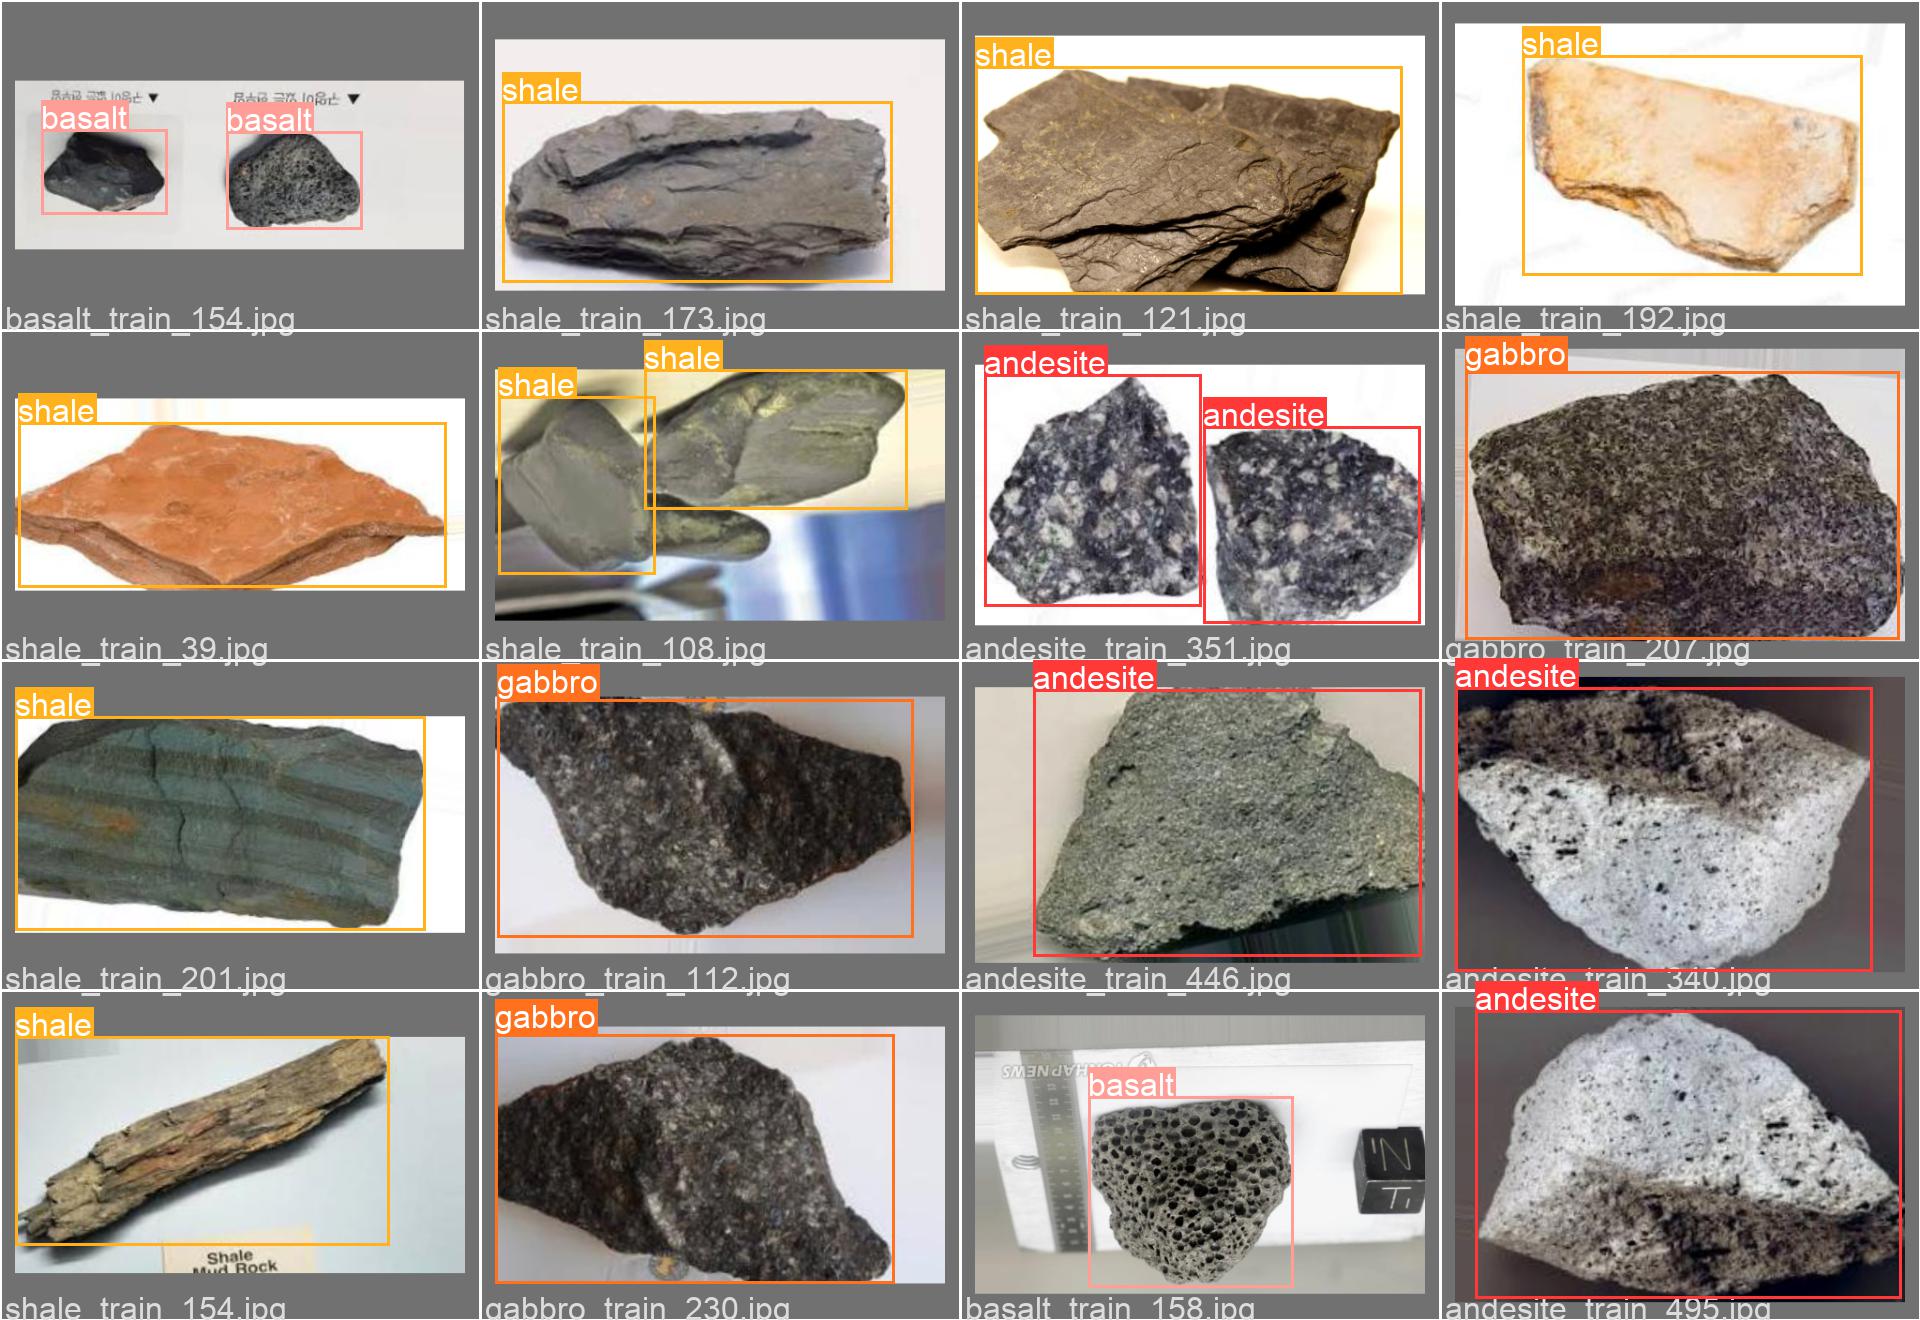 basalt
basalt
basalt_train_154.jpg
shale
shale_train_173.jpg
shale
shale_train_121.jpg
shale
shale_train_192.jpg
shale
shale_train_39.jpg
shale
shale
shale_train_108.jpg
andesite
andesite
andesite_train_351.jpg
gabbro
gabbro_train_207.jpg
shale
shale_train_201.jpg
gabbro
gabbro_train_112.jpg
andesite
andesite_train_446.jpg
andesite
andesite_train_340.jpg
shale
Shale
Mud Rock
shale_train_154.jpg
gabbro
gabbro_train_230.jpg
basalt
N
T
basalt_train_158.jpg
andesite
andesite_train_495.jpg